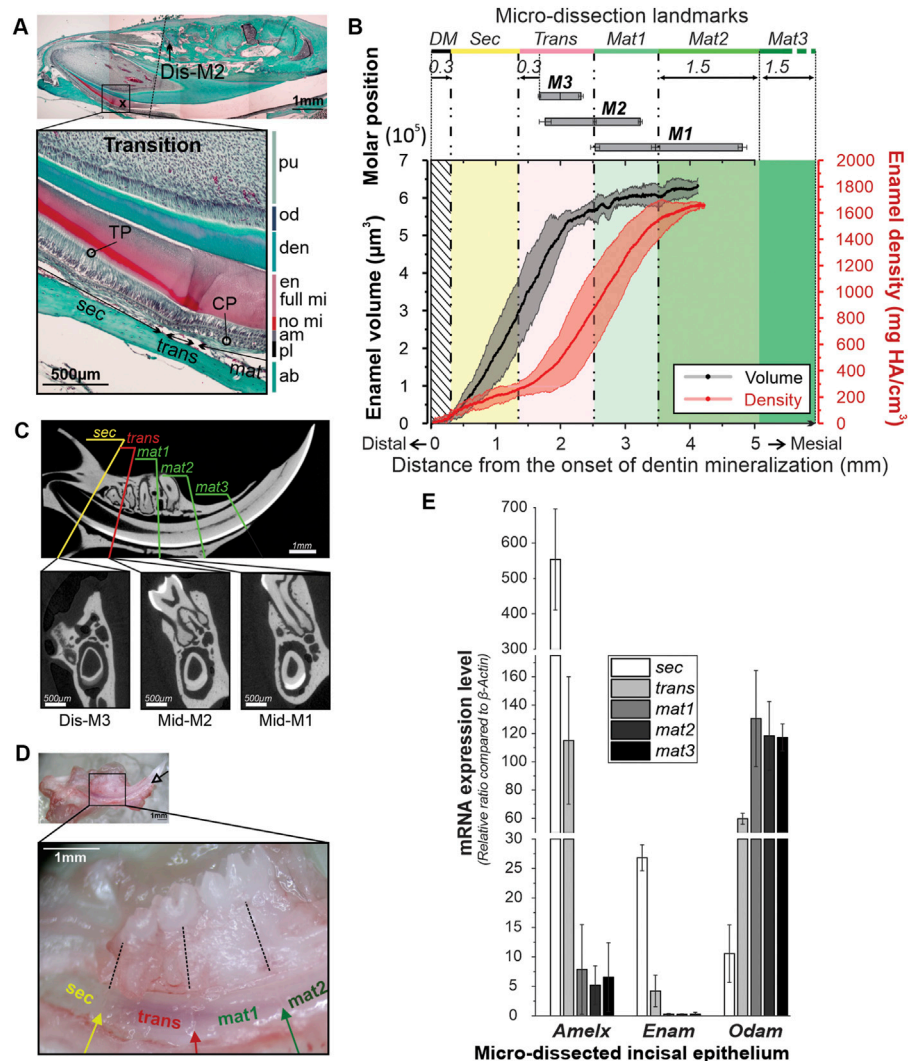 A
Dis-M2
x
1mm
Transition
TP
CP
sec
trans
mat
500µm
pu
od
den
en
full mi
no mi
am
pl
ab
B
Micro-dissection landmarks
DM Sec Trans Mat1 Mat2 Mat3
0.3 0.3 1.5 1.5
Molar position
M3
M2
M1
(10⁵)
Enamel volume (µm³)
7
6
5
4
3
2
1
0
2000
1800
1600
1400
1200
1000
800
600
400
200
0
Enamel density (mg HA/cm³)
Volume
Density
0 1 2 3 4 5
Distal Mesial
Distance from the onset of dentin mineralization (mm)
C
sec
trans
mat1
mat2
mat3
1mm
500µm 500µm 500µm
Dis-M3 Mid-M2 Mid-M1
D
1mm
1mm
sec
trans
mat1
mat2
E
mRNA expression level
(Relative ratio compared to β-Actin)
700
600
500
400
300
160
140
120
100
80
60
40
30
25
20
15
10
5
0
sec
trans
mat1
mat2
mat3
Amelx Enam Odam
Micro-dissected incisal epithelium